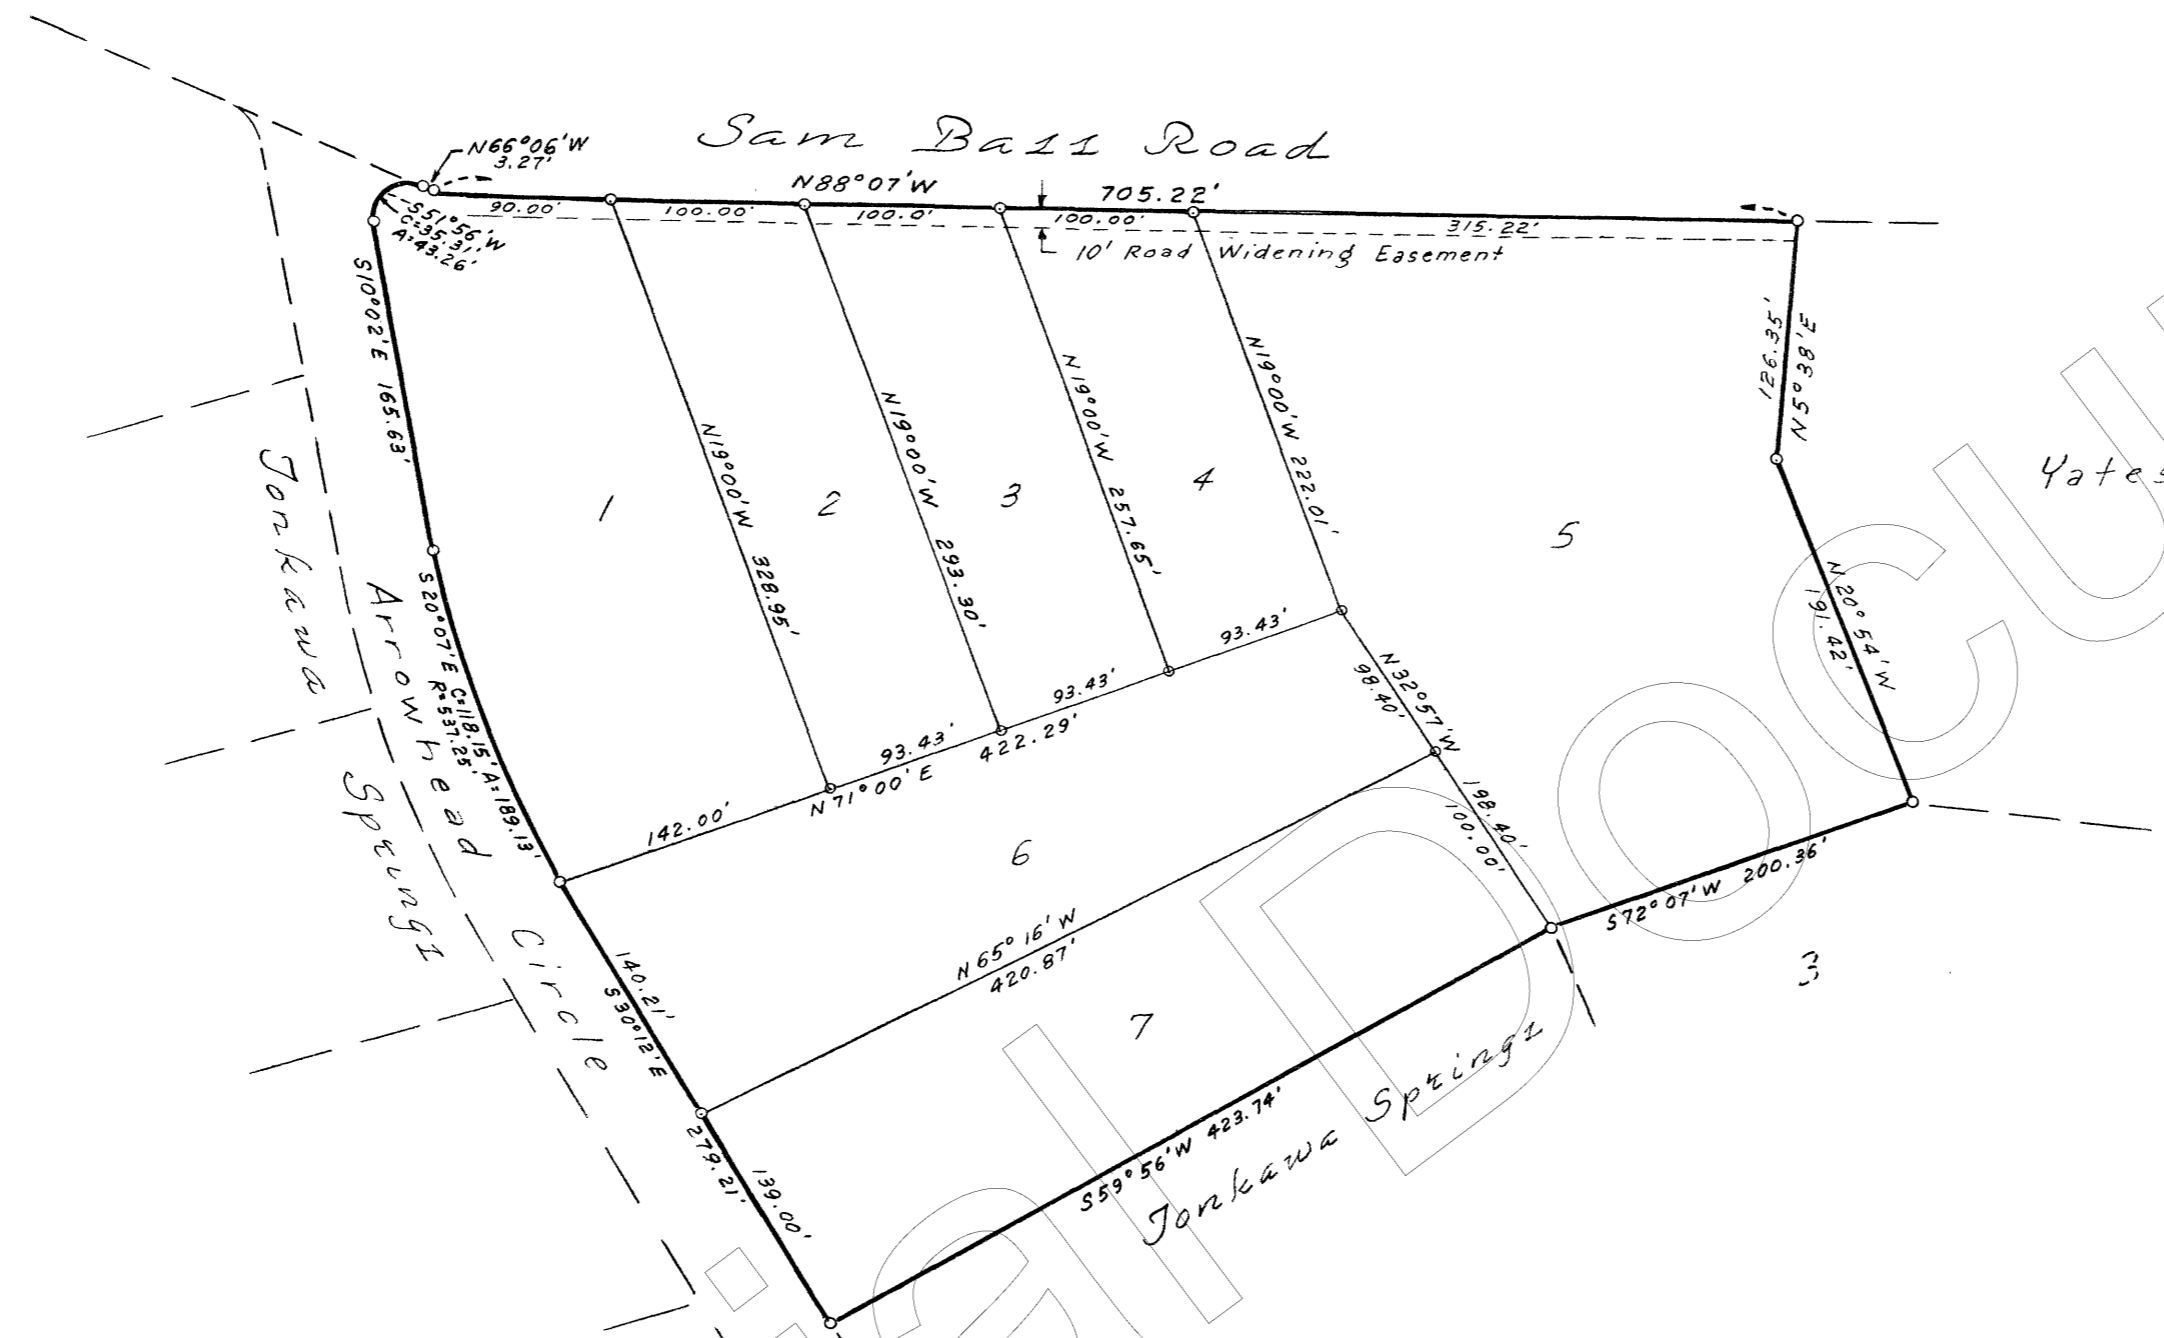 Sam Bass Road
N66°06'W
3.27'
N88°07'W
705.22'
90.00'
100.00'
100.0'
100.00'
315.22'
10' Road Widening Easement
S51°56'W
C=35.31'
A=43.26'
S10°02'E 165.63'
N19°00'W 328.95'
N19°00'W 293.30'
N19°00'W 257.65'
N19°00'W 222.01'
126.35'
N5°38'E
1
2
3
4
5
Yates
N20°54'W
191.42'
Tonkawa Springs
Arrowhead Circle
S20°07'E C=118.15' A=189.13'
R=537.25'
93.43'
93.43'
93.43'
142.00'
N71°00'E
422.29'
N32°57'W
98.40'
198.40'
100.00'
6
N65°16'W
420.87'
7
140.21'
S30°12'E
279.21'
139.00'
S72°07'W 200.36'
3
S59°56'W 423.74'
Tonkawa Springs
al Docu